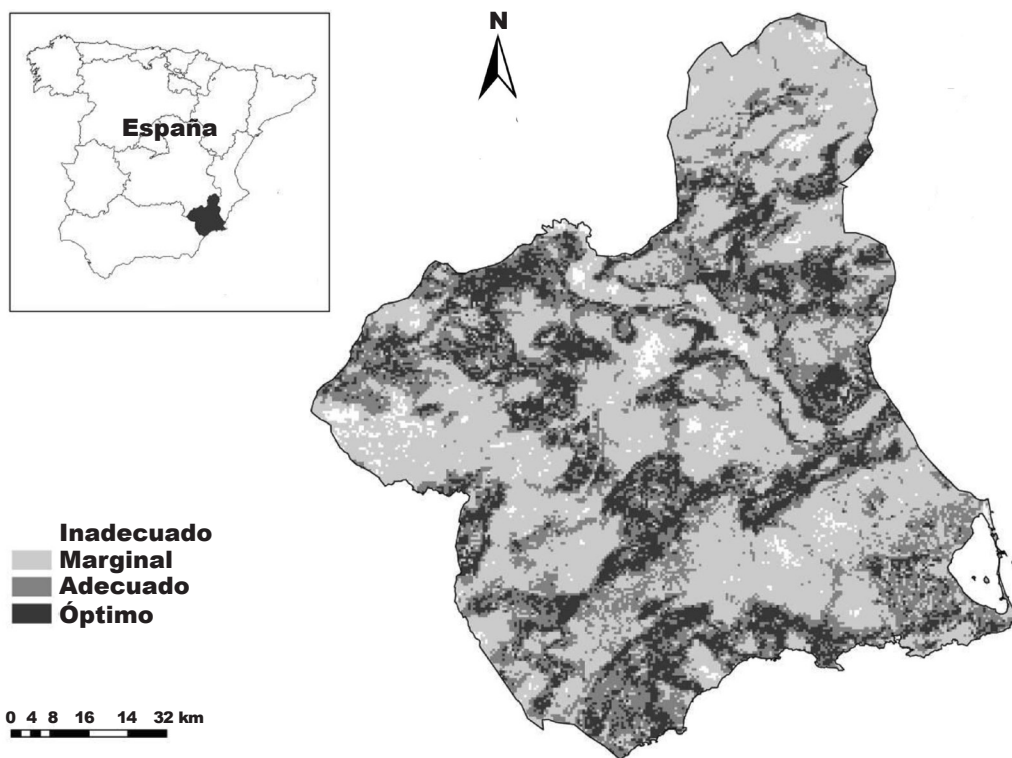 España
N
Inadecuado
Marginal
Adecuado
Óptimo
0 4 8 16 14 32 km